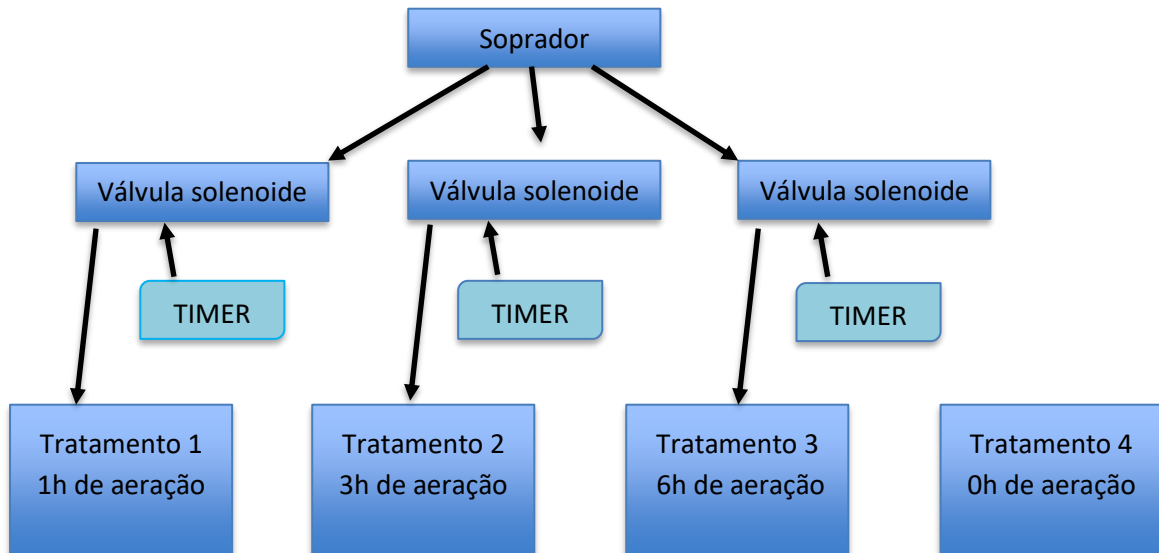 Soprador
Válvula solenoide
Válvula solenoide
Válvula solenoide
TIMER
TIMER
TIMER
Tratamento 1
1h de aeração
Tratamento 2
3h de aeração
Tratamento 3
6h de aeração
Tratamento 4
0h de aeração